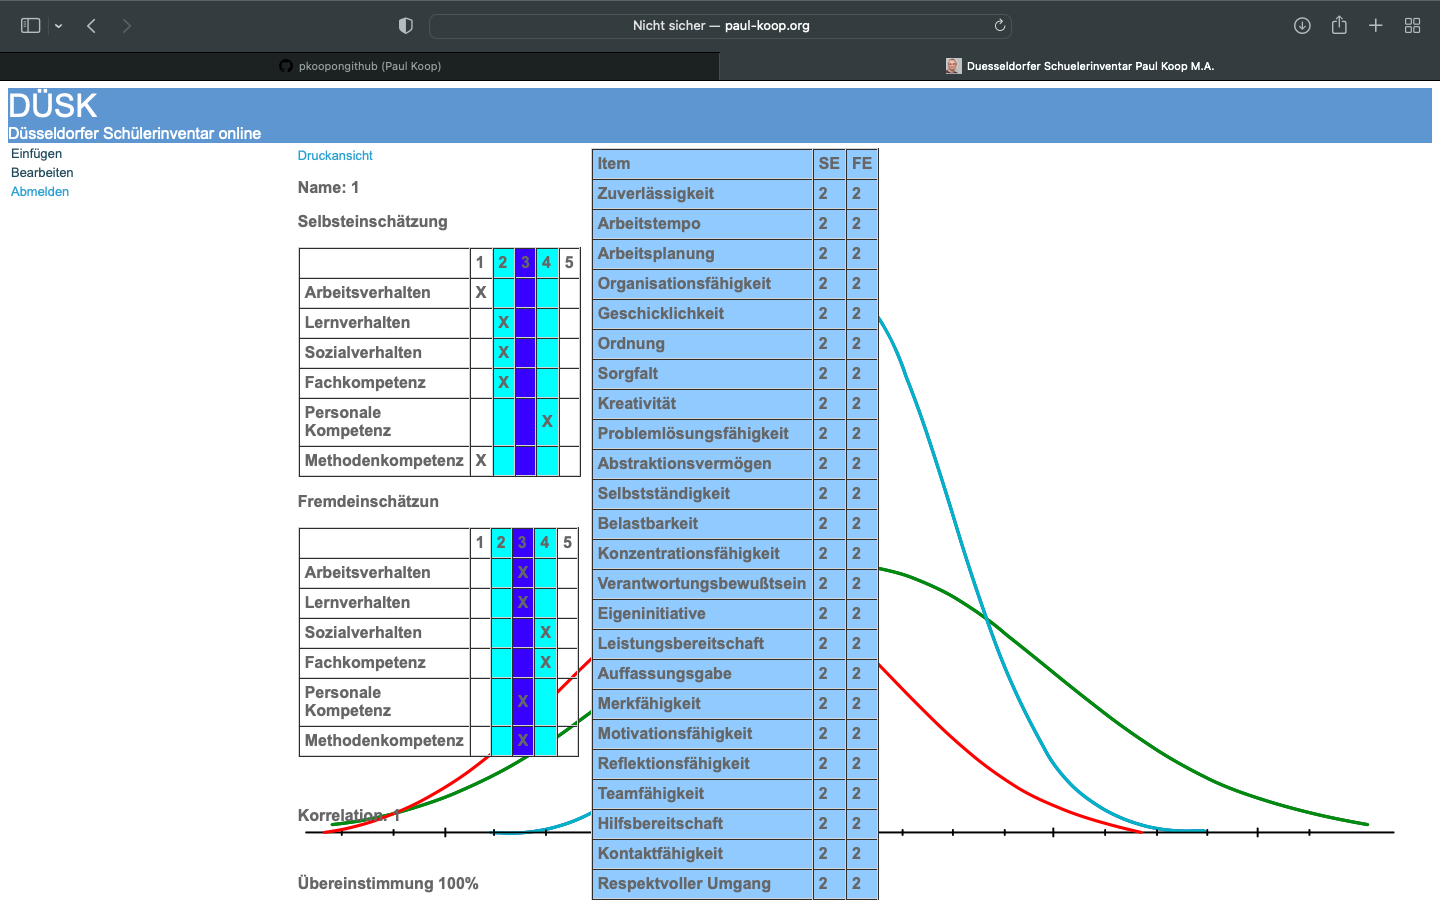 Nicht sicher — paul-koop.org
pkoopongithub (Paul Koop)
Duesseldorfer Schuelerinventar Paul Koop M.A.
DÜSK
Düsseldorfer Schülerinventar online
Einfügen
Bearbeiten
Abmelden
Druckansicht
Name: 1
Selbsteinschätzung
1 2 3 4 5
Arbeitsverhalten X
Lernverhalten X
Sozialverhalten X
Fachkompetenz X
Personale
Kompetenz X
Methodenkompetenz X
Fremdeinschätzun
1 2 3 4 5
Arbeitsverhalten X
Lernverhalten X
Sozialverhalten X
Fachkompetenz X
Personale
Kompetenz X
Methodenkompetenz X
Korrelation: 1
Übereinstimmung 100%
Item SE FE
Zuverlässigkeit 2 2
Arbeitstempo 2 2
Arbeitsplanung 2 2
Organisationsfähigkeit 2 2
Geschicklichkeit 2 2
Ordnung 2 2
Sorgfalt 2 2
Kreativität 2 2
Problemlösungsfähigkeit 2 2
Abstraktionsvermögen 2 2
Selbstständigkeit 2 2
Belastbarkeit 2 2
Konzentrationsfähigkeit 2 2
Verantwortungsbewußtsein 2 2
Eigeninitiative 2 2
Leistungsbereitschaft 2 2
Auffassungsgabe 2 2
Merkfähigkeit 2 2
Motivationsfähigkeit 2 2
Reflektionsfähigkeit 2 2
Teamfähigkeit 2 2
Hilfsbereitschaft 2 2
Kontaktfähigkeit 2 2
Respektvoller Umgang 2 2